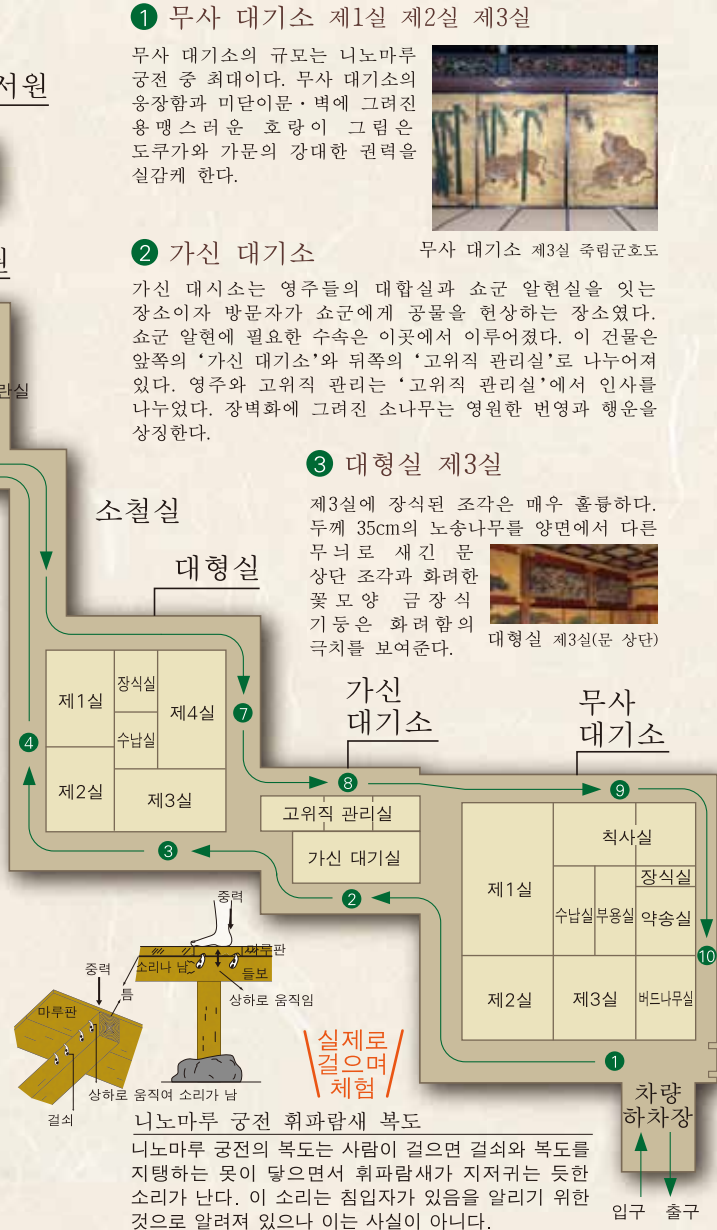 ❶ 무사 대기소 제1실 제2실 제3실
무사 대기소의 규모는 니노마루
궁전 중 최대이다. 무사 대기소의
웅장함과 미닫이문·벽에 그려진
용맹스러운 호랑이 그림은
도쿠가와 가문의 강대한 권력을
실감케 한다.
무사 대기소 제3실 죽림군호도
서원
❷ 가신 대기소
가신 대시소는 영주들의 대합실과 쇼군 알현실을 잇는
장소이자 방문자가 쇼군에게 공물을 헌상하는 장소였다.
쇼군 알현에 필요한 수속은 이곳에서 이루어졌다. 이 건물은
앞쪽의 ‘가신 대기소’와 뒤쪽의 ‘고위직 관리실’로 나누어져
있다. 영주와 고위직 관리는 ‘고위직 관리실’에서 인사를
나누었다. 장벽화에 그려진 소나무는 영원한 번영과 행운을
상징한다.
란실
❸ 대형실 제3실
제3실에 장식된 조각은 매우 훌륭하다.
두께 35cm의 노송나무를 양면에서 다른
무늬로 새긴 문
상단 조각과 화려한
꽃모양 금장식
기둥은 화려함의
극치를 보여준다.
대형실 제3실(문 상단)
소철실
대형실
제1실
장식실
제4실
수납실
제2실
제3실
❹
❼
❸
가신
대기소
❽
고위직 관리실
가신 대기실
❷
무사
대기소
❾
칙사실
제1실
장식실
수납실
부용실
약송실
❿
제2실
제3실
버드나무실
❶
차량
하차장
입구
출구
중력
마루판
소리나 남
들보
상하로 움직임
중력
틈
마루판
상하로 움직여 소리가 남
걸쇠
실제로
걸으며
체험
니노마루 궁전 휘파람새 복도
니노마루 궁전의 복도는 사람이 걸으면 걸쇠와 복도를
지탱하는 못이 닿으면서 휘파람새가 지저귀는 듯한
소리가 난다. 이 소리는 침입자가 있음을 알리기 위한
것으로 알려져 있으나 이는 사실이 아니다.